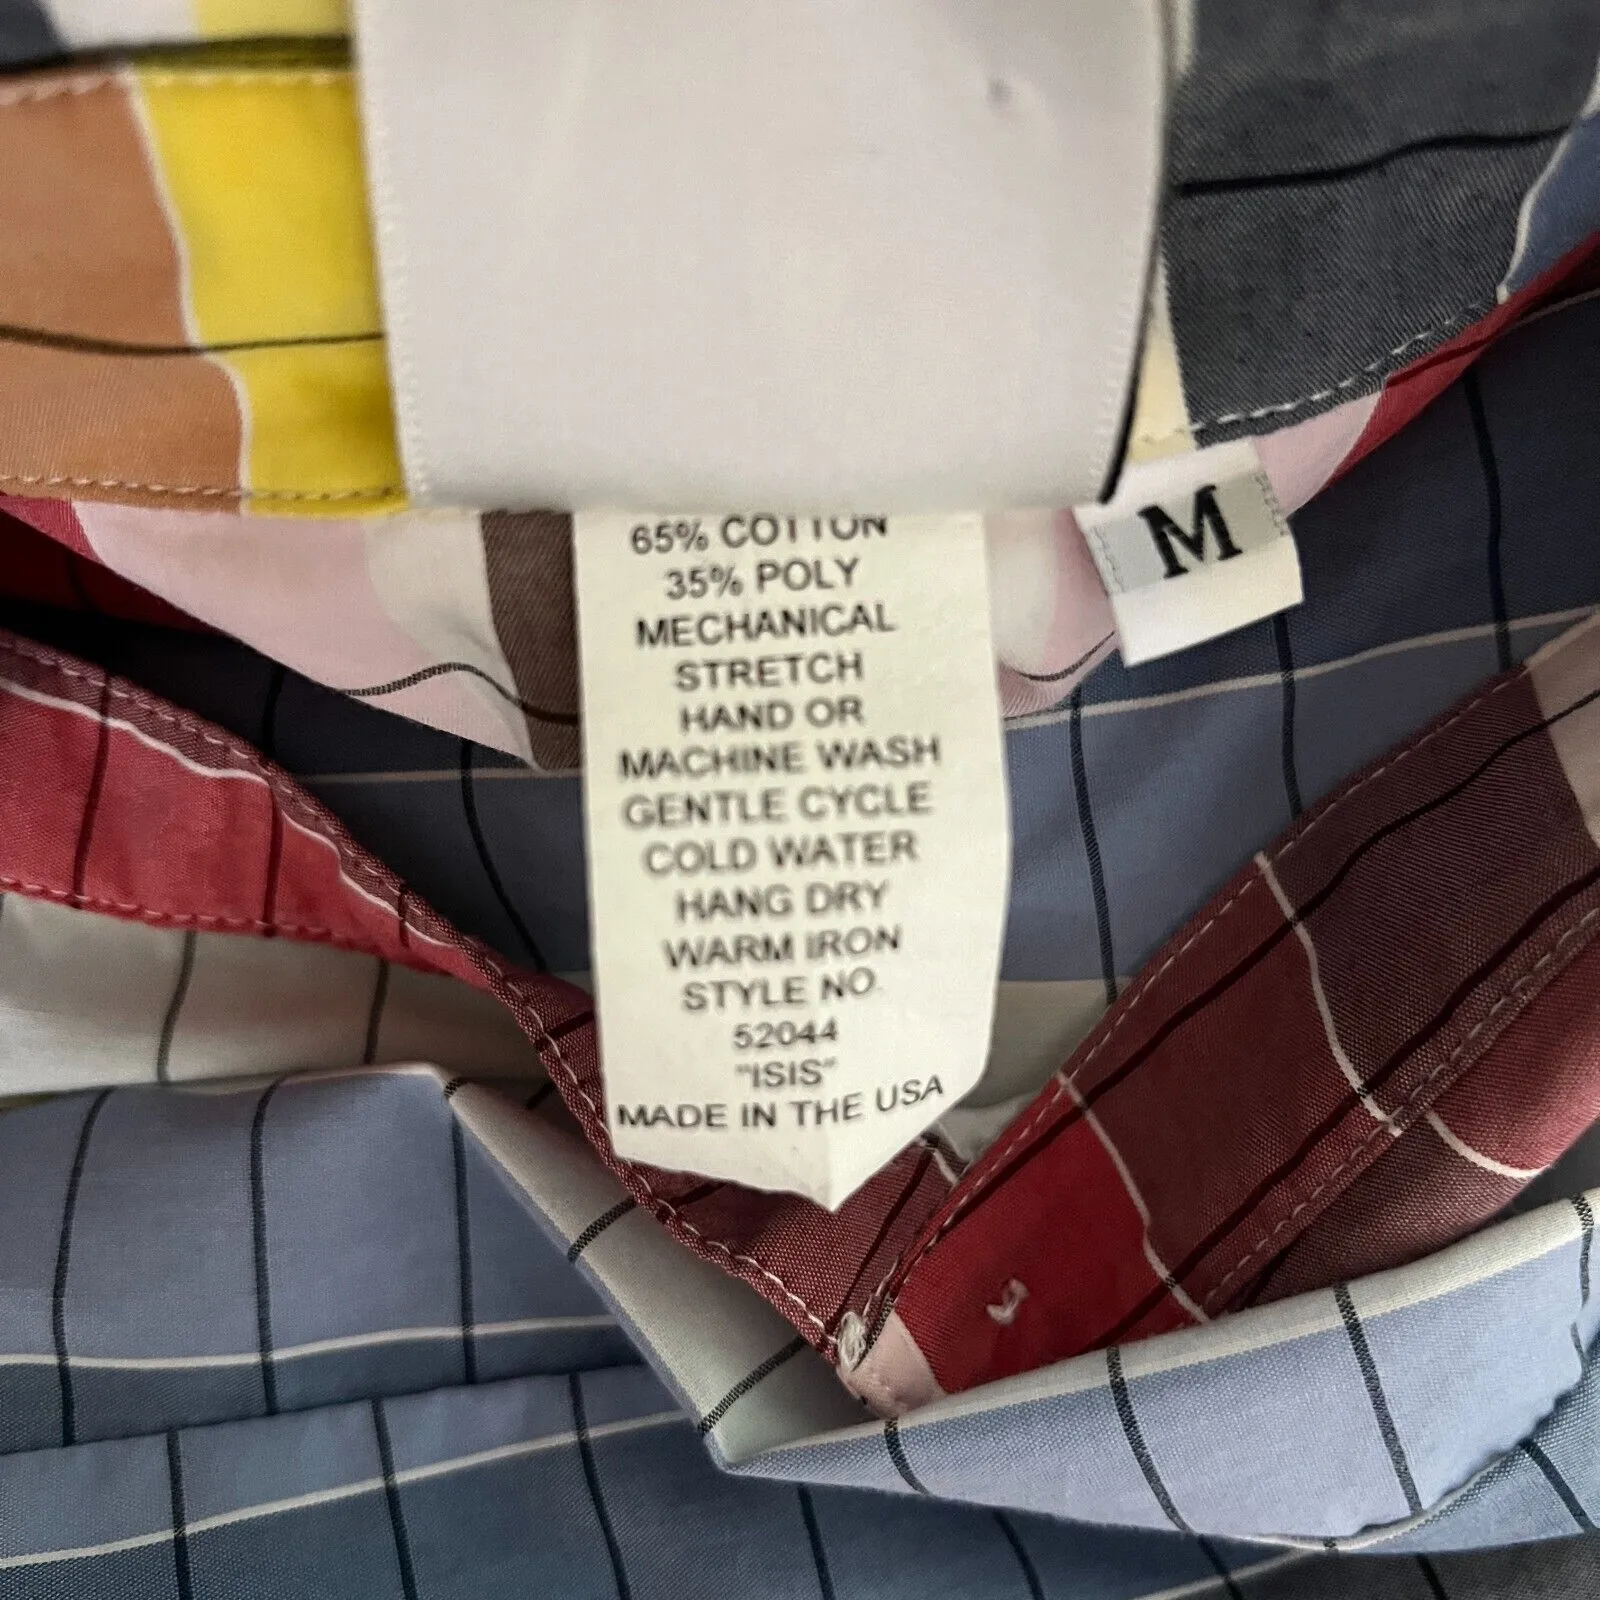 M
65% COTTON
35% POLY
MECHANICAL
STRETCH
HAND OR
MACHINE WASH
GENTLE CYCLE
COLD WATER
HANG DRY
WARM IRON
STYLE NO.
52044
"ISIS"
MADE IN THE USA